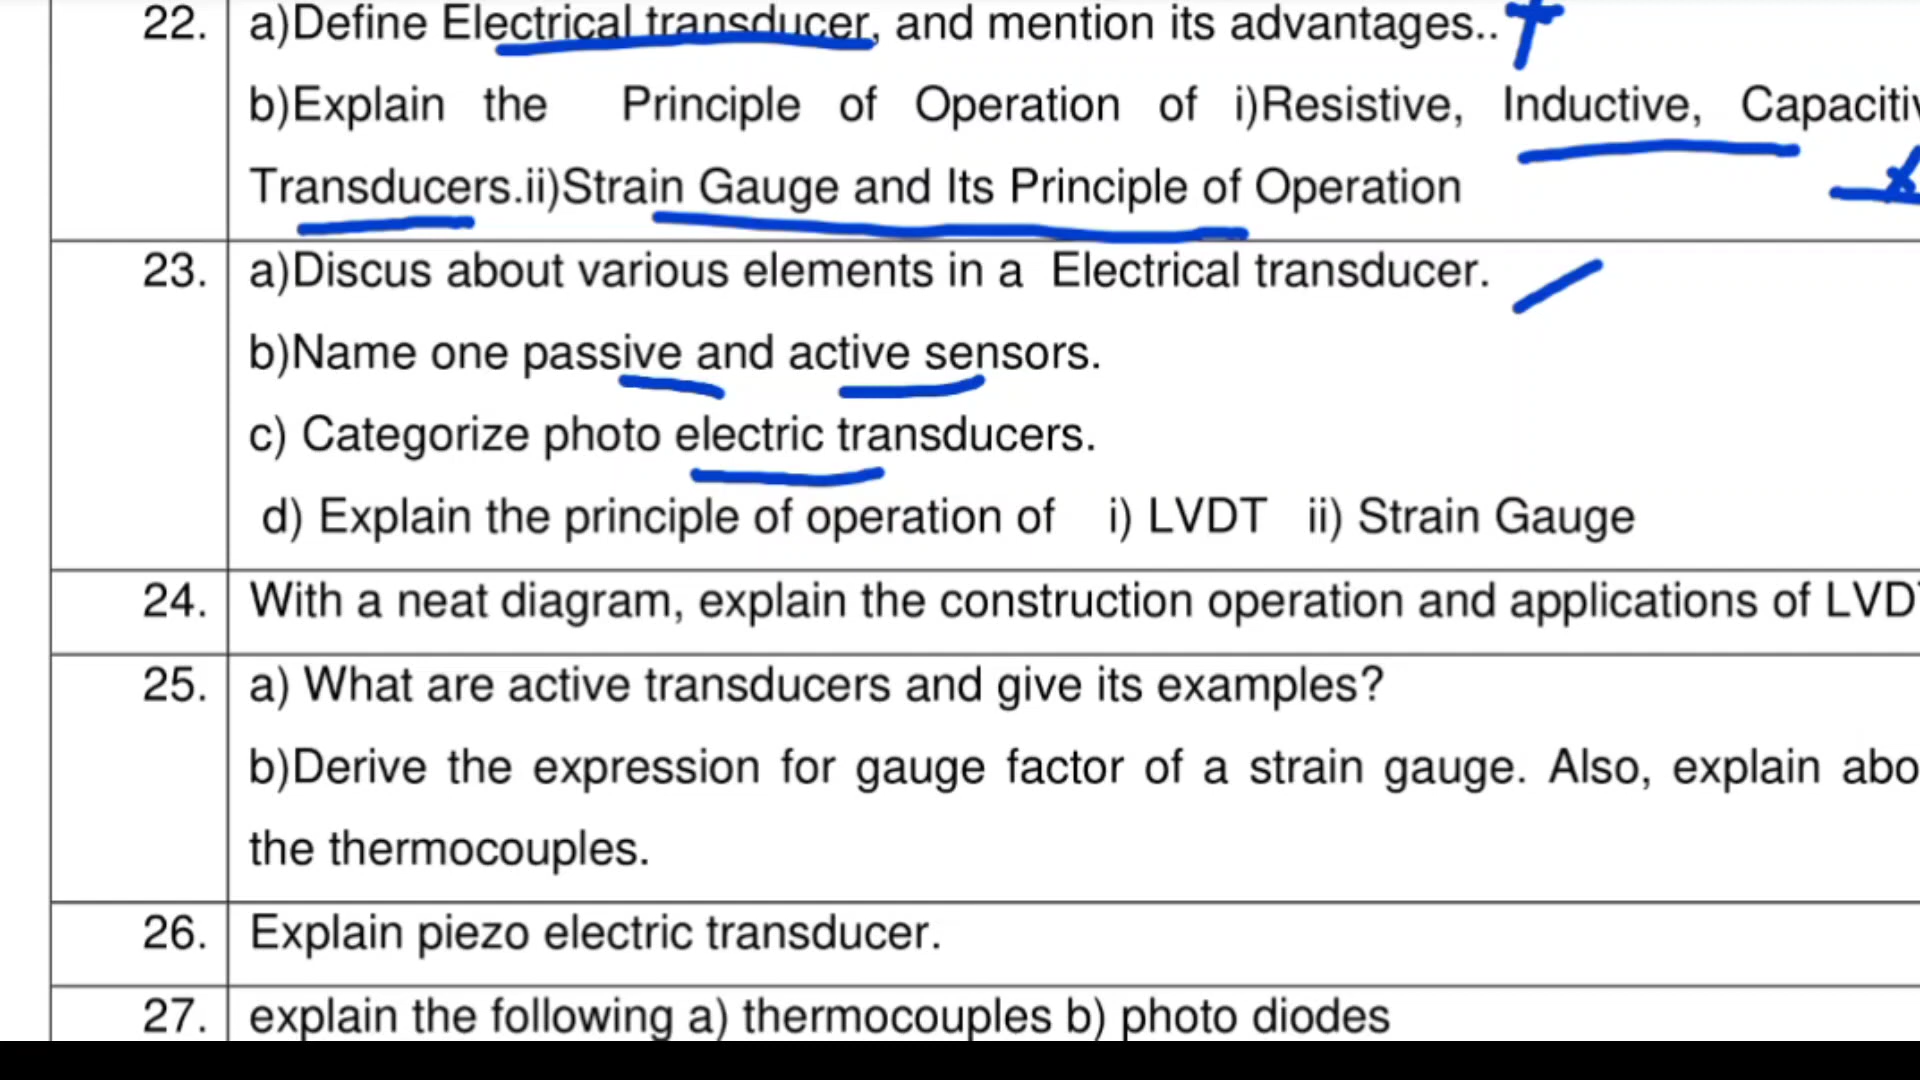 22. a)Define Electrical transducer, and mention its advantages..
b)Explain the Principle of Operation of i)Resistive, Inductive, Capacitiv
Transducers.ii)Strain Gauge and Its Principle of Operation
23. a)Discus about various elements in a Electrical transducer.
b)Name one passive and active sensors.
c) Categorize photo electric transducers.
d) Explain the principle of operation of i) LVDT ii) Strain Gauge
24. With a neat diagram, explain the construction operation and applications of LVD
25. a) What are active transducers and give its examples?
b)Derive the expression for gauge factor of a strain gauge. Also, explain abo
the thermocouples.
26. Explain piezo electric transducer.
27. explain the following a) thermocouples b) photo diodes